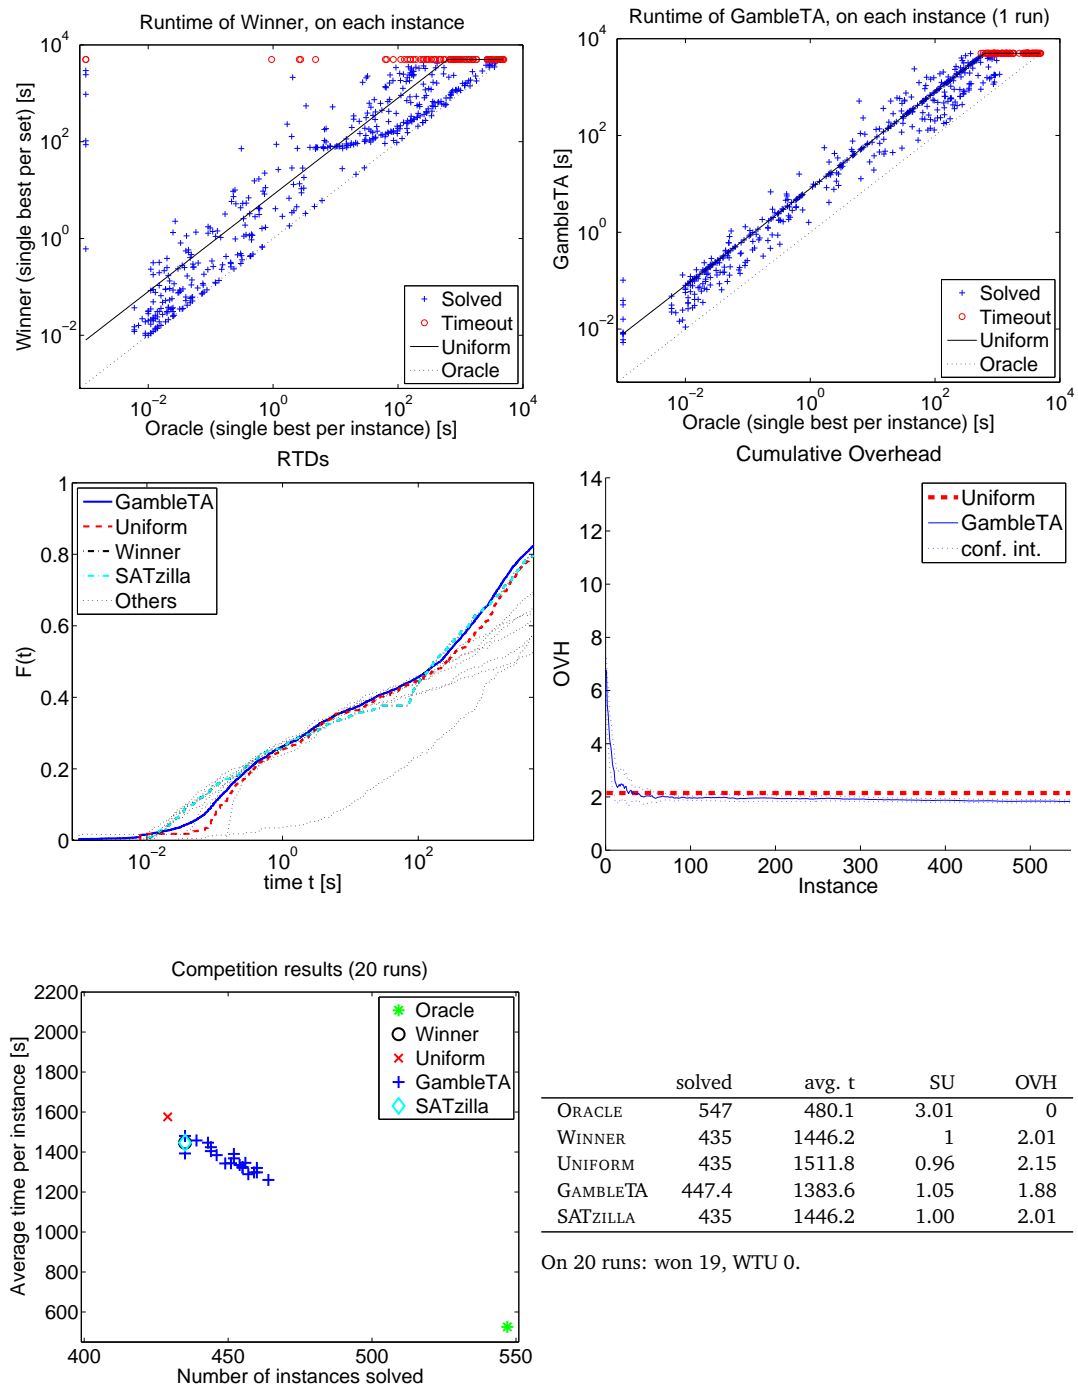 Runtime of Winner, on each instance
Winner (single best per set) [s]
10^4
10^2
10^0
10^-2
Solved
Timeout
Uniform
Oracle
10^-2 10^0 10^2 10^4
Oracle (single best per instance) [s]
Runtime of GambleTA, on each instance (1 run)
GambleTA [s]
10^4
10^2
10^0
10^-2
Solved
Timeout
Uniform
Oracle
10^-2 10^0 10^2 10^4
Oracle (single best per instance) [s]
RTDs
F(t)
1
0.8
0.6
0.4
0.2
0
GambleTA
Uniform
Winner
SATzilla
Others
10^-2 10^0 10^2
time t [s]
Cumulative Overhead
OVH
14
12
10
8
6
4
2
0
Uniform
GambleTA
conf. int.
0 100 200 300 400 500
Instance
Competition results (20 runs)
Average time per instance [s]
2200
2000
1800
1600
1400
1200
1000
800
600
Oracle
Winner
Uniform
GambleTA
SATzilla
400 450 500 550
Number of instances solved
solved avg. t SU OVH
ORACLE 547 480.1 3.01 0
WINNER 435 1446.2 1 2.01
UNIFORM 435 1511.8 0.96 2.15
GAMBLETA 447.4 1383.6 1.05 1.88
SATZILLA 435 1446.2 1.00 2.01
On 20 runs: won 19, WTU 0.